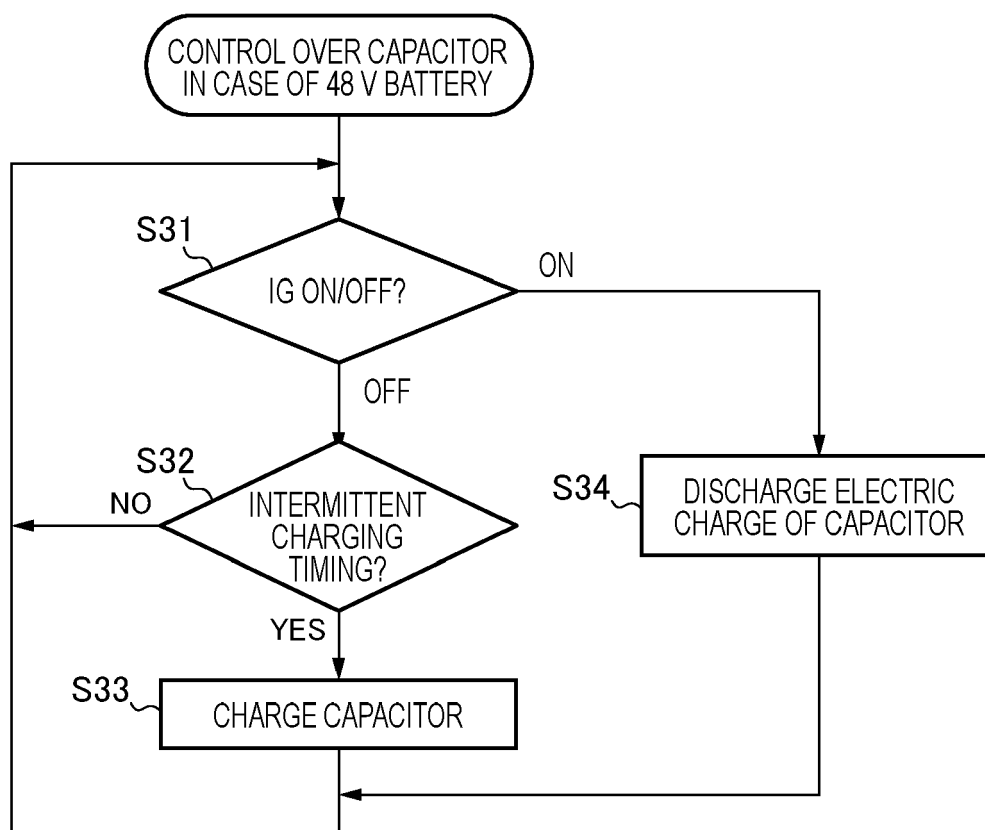 CONTROL OVER CAPACITOR
IN CASE OF 48 V BATTERY
S31
IG ON/OFF?
ON
OFF
S32
NO
INTERMITTENT
CHARGING
TIMING?
YES
S34
DISCHARGE ELECTRIC
CHARGE OF CAPACITOR
S33
CHARGE CAPACITOR